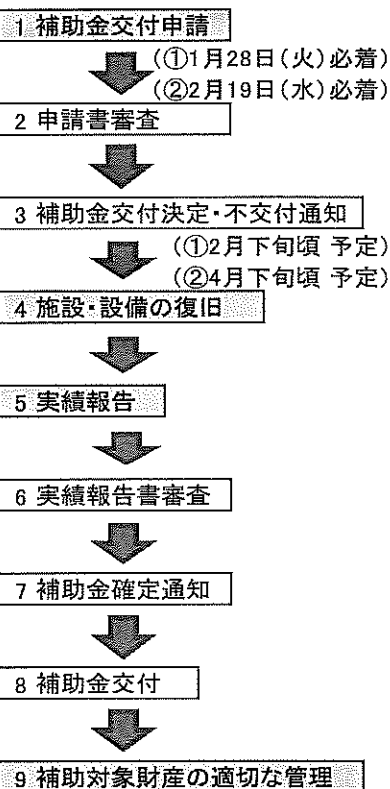 1 補助金交付申請
(①1月28日(火)必着)
(②2月19日(水)必着)
2 申請書審査
3 補助金交付決定・不交付通知
(①2月下旬頃 予定)
(②4月下旬頃 予定)
4 施設・設備の復旧
5 実績報告
6 実績報告書審査
7 補助金確定通知
8 補助金交付
9 補助対象財産の適切な管理